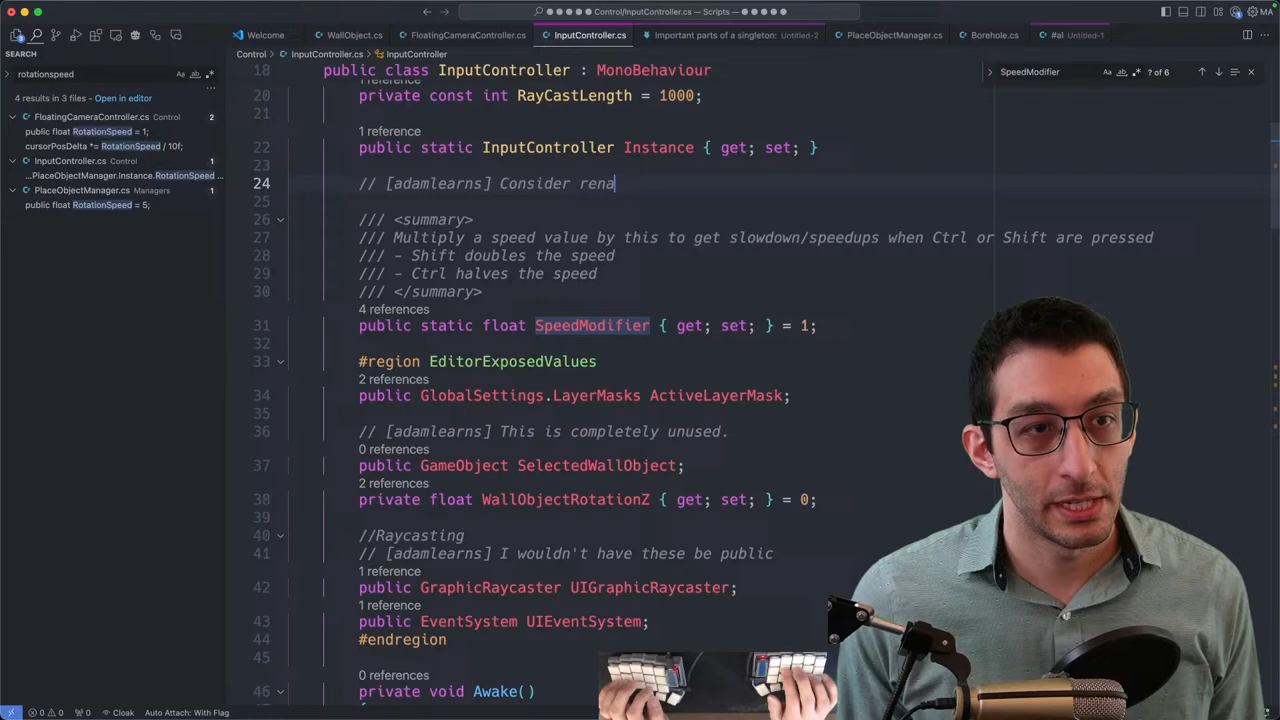 Control/InputController.cs — Scripts
Welcome
WallObject.cs
FloatingCameraController.cs
InputController.cs
Important parts of a singleton: Untitled-2
PlaceObjectManager.cs
Borehole.cs
#al Untitled-1
SEARCH
rotationspeed
4 results in 3 files - Open in editor
FloatingCameraController.cs Control 2
public float RotationSpeed = 1;
cursorPosDelta *= RotationSpeed / 10f;
InputController.cs Control 1
...PlaceObjectManager.Instance.RotationSpeed ...
PlaceObjectManager.cs Managers 1
public float RotationSpeed = 5;
Control > InputController.cs > InputController
SpeedModifier
? of 6
18 public class InputController : MonoBehaviour
1 reference
20 private const int RayCastLength = 1000;
21
1 reference
22 public static InputController Instance { get; set; }
23
24 // [adamlearns] Consider rena
25
26 /// <summary>
27 /// Multiply a speed value by this to get slowdown/speedups when Ctrl or Shift are pressed
28 /// - Shift doubles the speed
29 /// - Ctrl halves the speed
30 /// </summary>
4 references
31 public static float SpeedModifier { get; set; } = 1;
32
33 #region EditorExposedValues
2 references
34 public GlobalSettings.LayerMasks ActiveLayerMask;
35
36 // [adamlearns] This is completely unused.
0 references
37 public GameObject SelectedWallObject;
2 references
38 private float WallObjectRotationZ { get; set; } = 0;
39
40 //Raycasting
41 // [adamlearns] I wouldn't have these be public
1 reference
42 public GraphicRaycaster UIGraphicRaycaster;
1 reference
43 public EventSystem UIEventSystem;
44 #endregion
45
0 references
46 private void Awake()
0 0 0 Cloak Auto Attach: With Flag
MA